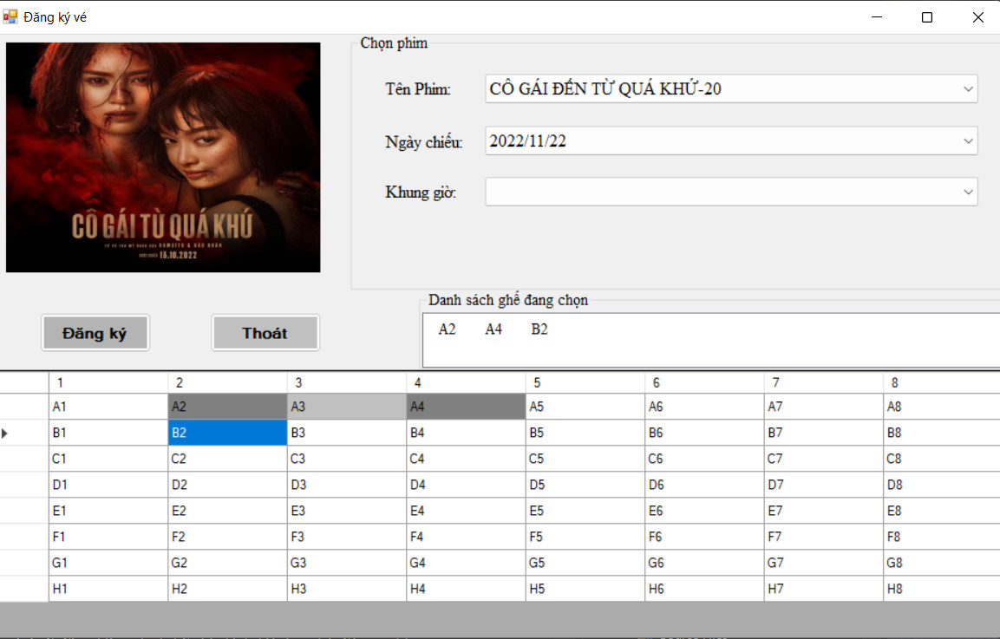 Đăng ký vé
Chọn phim
CÔ GÁI TỪ QUÁ KHỨ
15.10.2022
Tên Phim: CÔ GÁI ĐẾN TỪ QUÁ KHỨ-20
Ngày chiếu: 2022/11/22
Khung giờ:
Đăng ký Thoát
Danh sách ghế đang chọn
A2 A4 B2
1 2 3 4 5 6 7 8
A1 A2 A3 A4 A5 A6 A7 A8
B1 B2 B3 B4 B5 B6 B7 B8
C1 C2 C3 C4 C5 C6 C7 C8
D1 D2 D3 D4 D5 D6 D7 D8
E1 E2 E3 E4 E5 E6 E7 E8
F1 F2 F3 F4 F5 F6 F7 F8
G1 G2 G3 G4 G5 G6 G7 G8
H1 H2 H3 H4 H5 H6 H7 H8